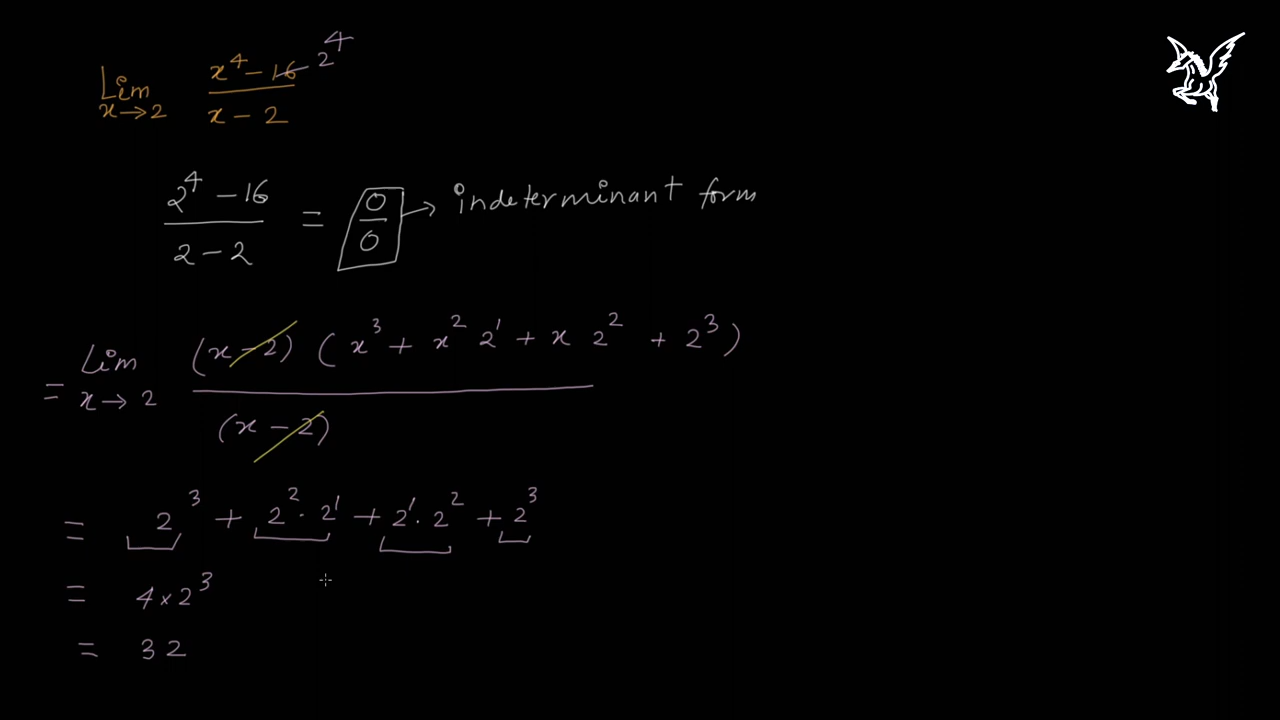 Lim x→2 (x⁴ − 16 2⁴)/(x − 2)
(2⁴ − 16)/(2 − 2) = 0/0 → indeterminant form
= Lim x→2 (x − 2) (x³ + x² 2¹ + x 2² + 2³)/(x − 2)
= 2³ + 2² · 2¹ + 2¹ · 2² + 2³
= 4 × 2³
= 32